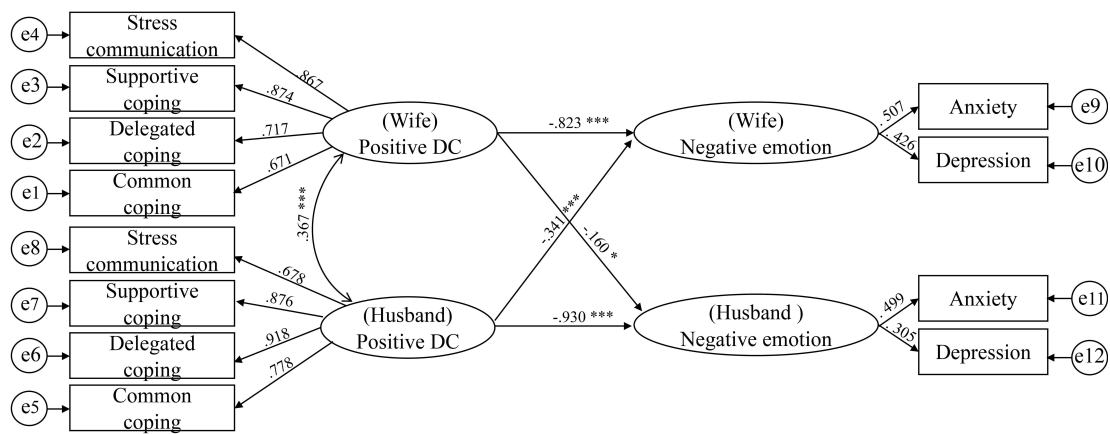 e4
Stress
communication
e3
Supportive
coping
e2
Delegated
coping
e1
Common
coping
e8
Stress
communication
e7
Supportive
coping
e6
Delegated
coping
e5
Common
coping
.867
.874
.717
.671
.367 ***
.678
.876
.918
.778
(Wife)
Positive DC
(Husband)
Positive DC
-.823 ***
-.341 ***
-.160 *
-.930 ***
(Wife)
Negative emotion
(Husband )
Negative emotion
.507
.426
.499
.305
Anxiety
e9
Depression
e10
Anxiety
e11
Depression
e12